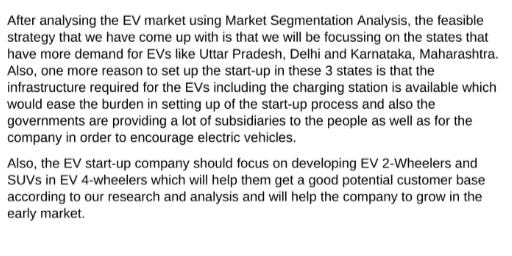 After analysing the EV market using Market Segmentation Analysis, the feasible
strategy that we have come up with is that we will be focussing on the states that
have more demand for EVs like Uttar Pradesh, Delhi and Karnataka, Maharashtra.
Also, one more reason to set up the start-up in these 3 states is that the
infrastructure required for the EVs including the charging station is available which
would ease the burden in setting up of the start-up process and also the
governments are providing a lot of subsidiaries to the people as well as for the
company in order to encourage electric vehicles.
Also, the EV start-up company should focus on developing EV 2-Wheelers and
SUVs in EV 4-wheelers which will help them get a good potential customer base
according to our research and analysis and will help the company to grow in the
early market.